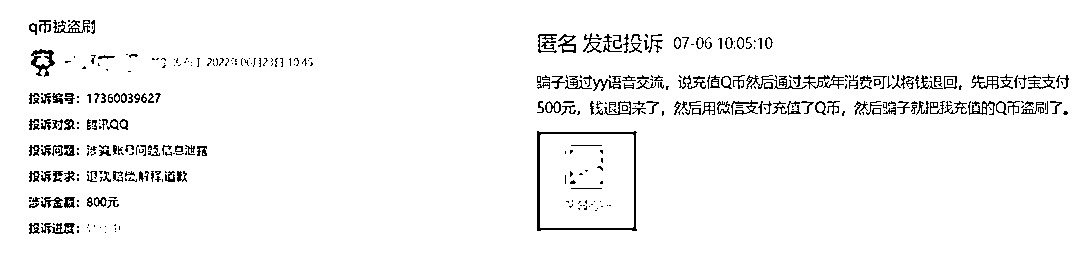 q币被盗刷
发布于 2022年06月23日 10:45
投诉编号：17360039627
投诉对象：腾讯QQ
投诉问题：涉嫌账号问题,信息泄露
投诉要求：退款,赔偿,解释,道歉
涉诉金额：800元
投诉进度：
匿名 发起投诉 07-06 10:05:10
骗子通过yy语音交流，说充值Q币然后通过未成年消费可以将钱退回，先用支付宝支付
500元，钱退回来了，然后用微信支付充值了Q币，然后骗子就把我充值的Q币盗刷了。